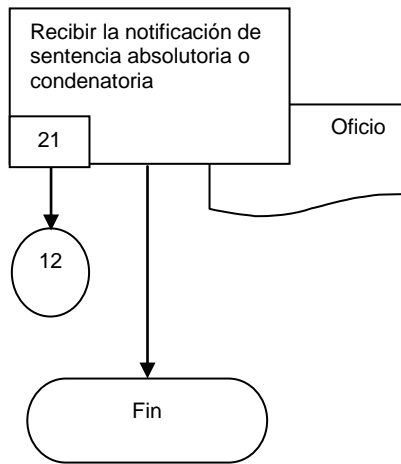 Recibir la notificación de
sentencia absolutoria o
condenatoria
Oficio
21
12
Fin